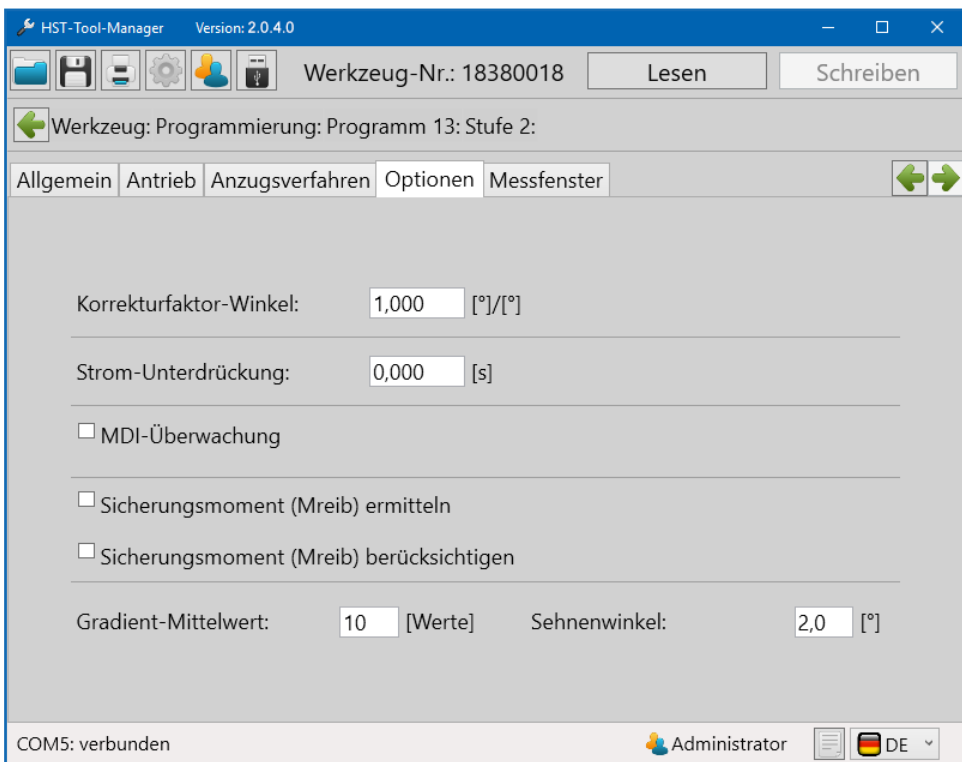 HST-Tool-Manager Version: 2.0.4.0
Werkzeug-Nr.: 18380018 Lesen Schreiben
Werkzeug: Programmierung: Programm 13: Stufe 2:
Allgemein Antrieb Anzugsverfahren Optionen Messfenster
Korrekturfaktor-Winkel: 1,000 [°]/[°]
Strom-Unterdrückung: 0,000 [s]
MDI-Überwachung
Sicherungsmoment (Mreib) ermitteln
Sicherungsmoment (Mreib) berücksichtigen
Gradient-Mittelwert: 10 [Werte] Sehnenwinkel: 2,0 [°]
COM5: verbunden Administrator DE